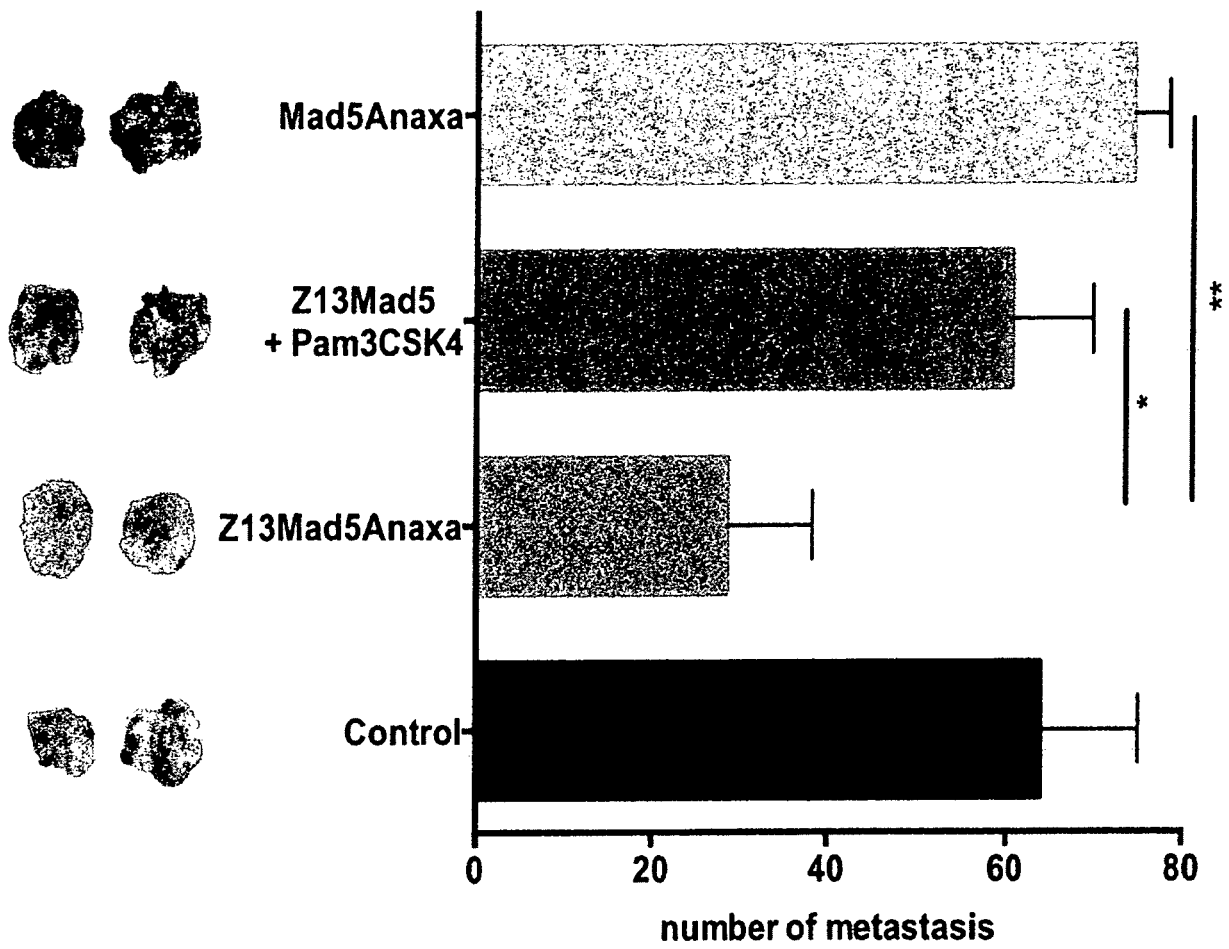 Mad5Anaxa
Z13Mad5
+ Pam3CSK4
Z13Mad5Anaxa
Control
*
**
0 20 40 60 80
number of metastasis